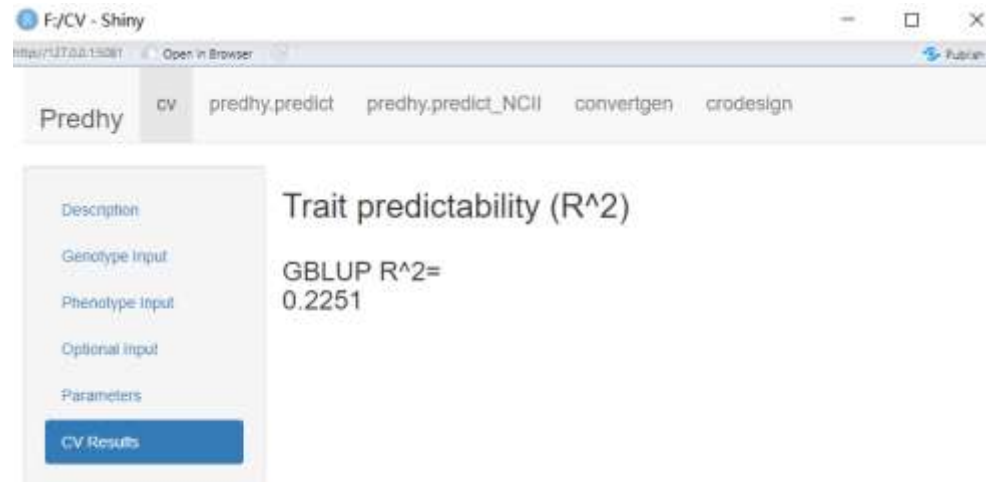 F:/CV - Shiny
Open in Browser
Publish
Predhy
cv
predhy.predict
predhy.predict_NCII
convertgen
crodesign
Description
Genotype Input
Phenotype Input
Optional Input
Parameters
CV Results
Trait predictability (R^2)
GBLUP R^2=
0.2251